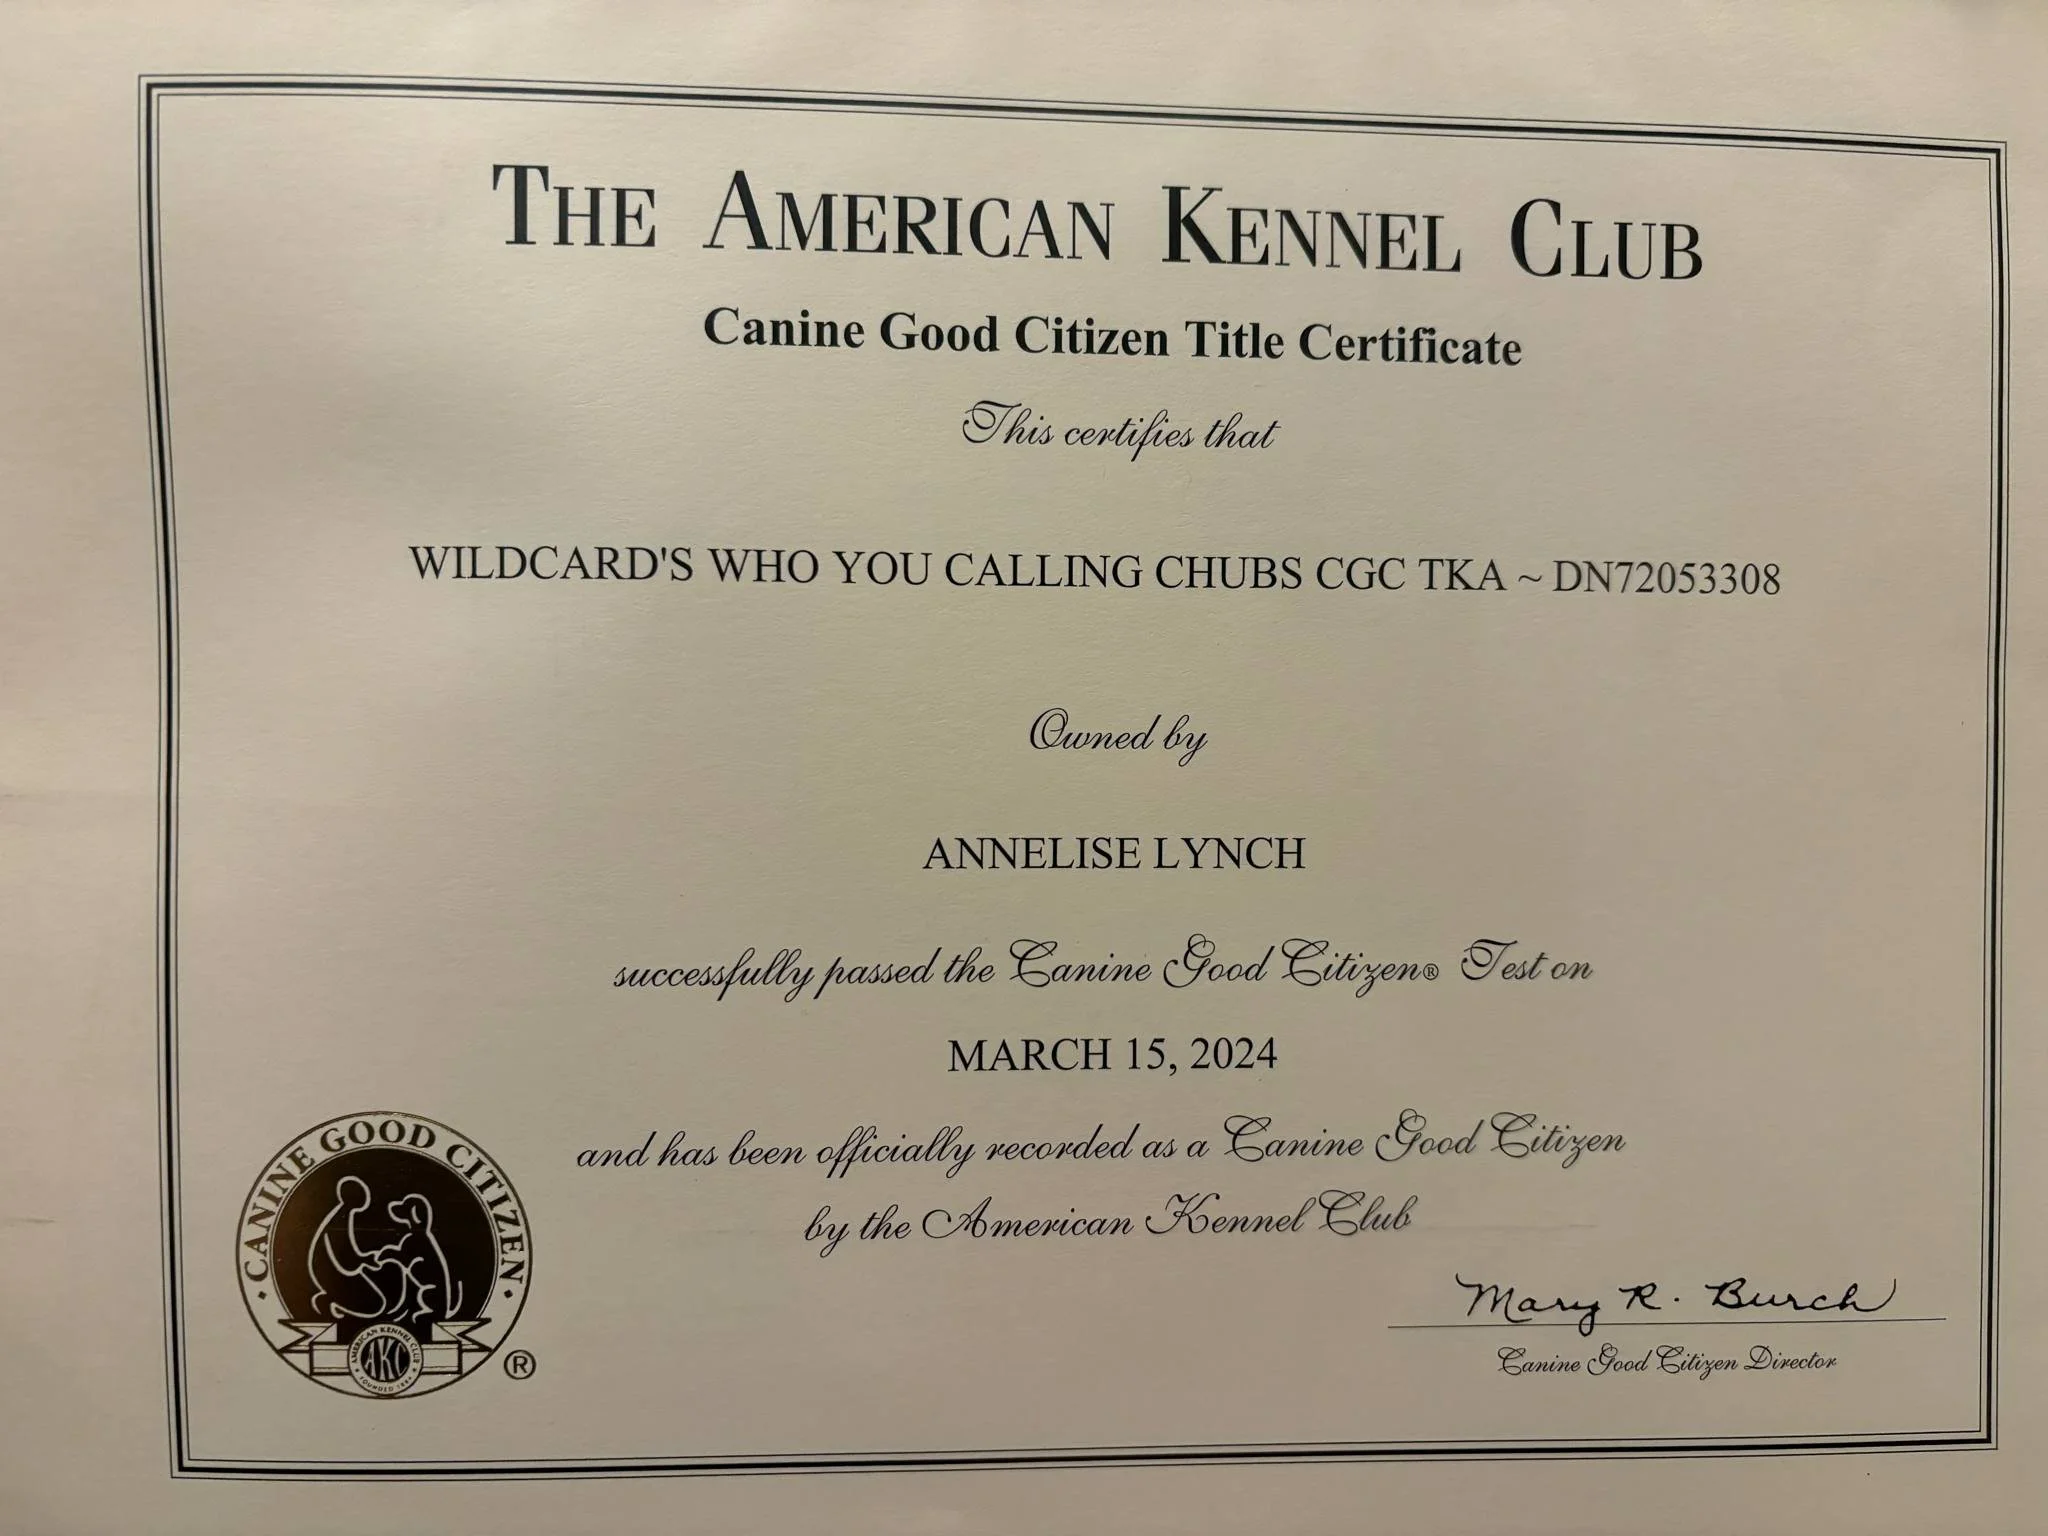 THE AMERICAN KENNEL CLUB
Canine Good Citizen Title Certificate
This certifies that
WILDCARD'S WHO YOU CALLING CHUBS CGC TKA ~ DN72053308
Owned by
ANNELISE LYNCH
successfully passed the Canine Good Citizen® Test on
MARCH 15, 2024
and has been officially recorded as a Canine Good Citizen
by the American Kennel Club
Mary R. Burch
Canine Good Citizen Director
• CANINE GOOD CITIZEN •
AMERICAN KENNEL CLUB
AKC
FOUNDED 1884
®